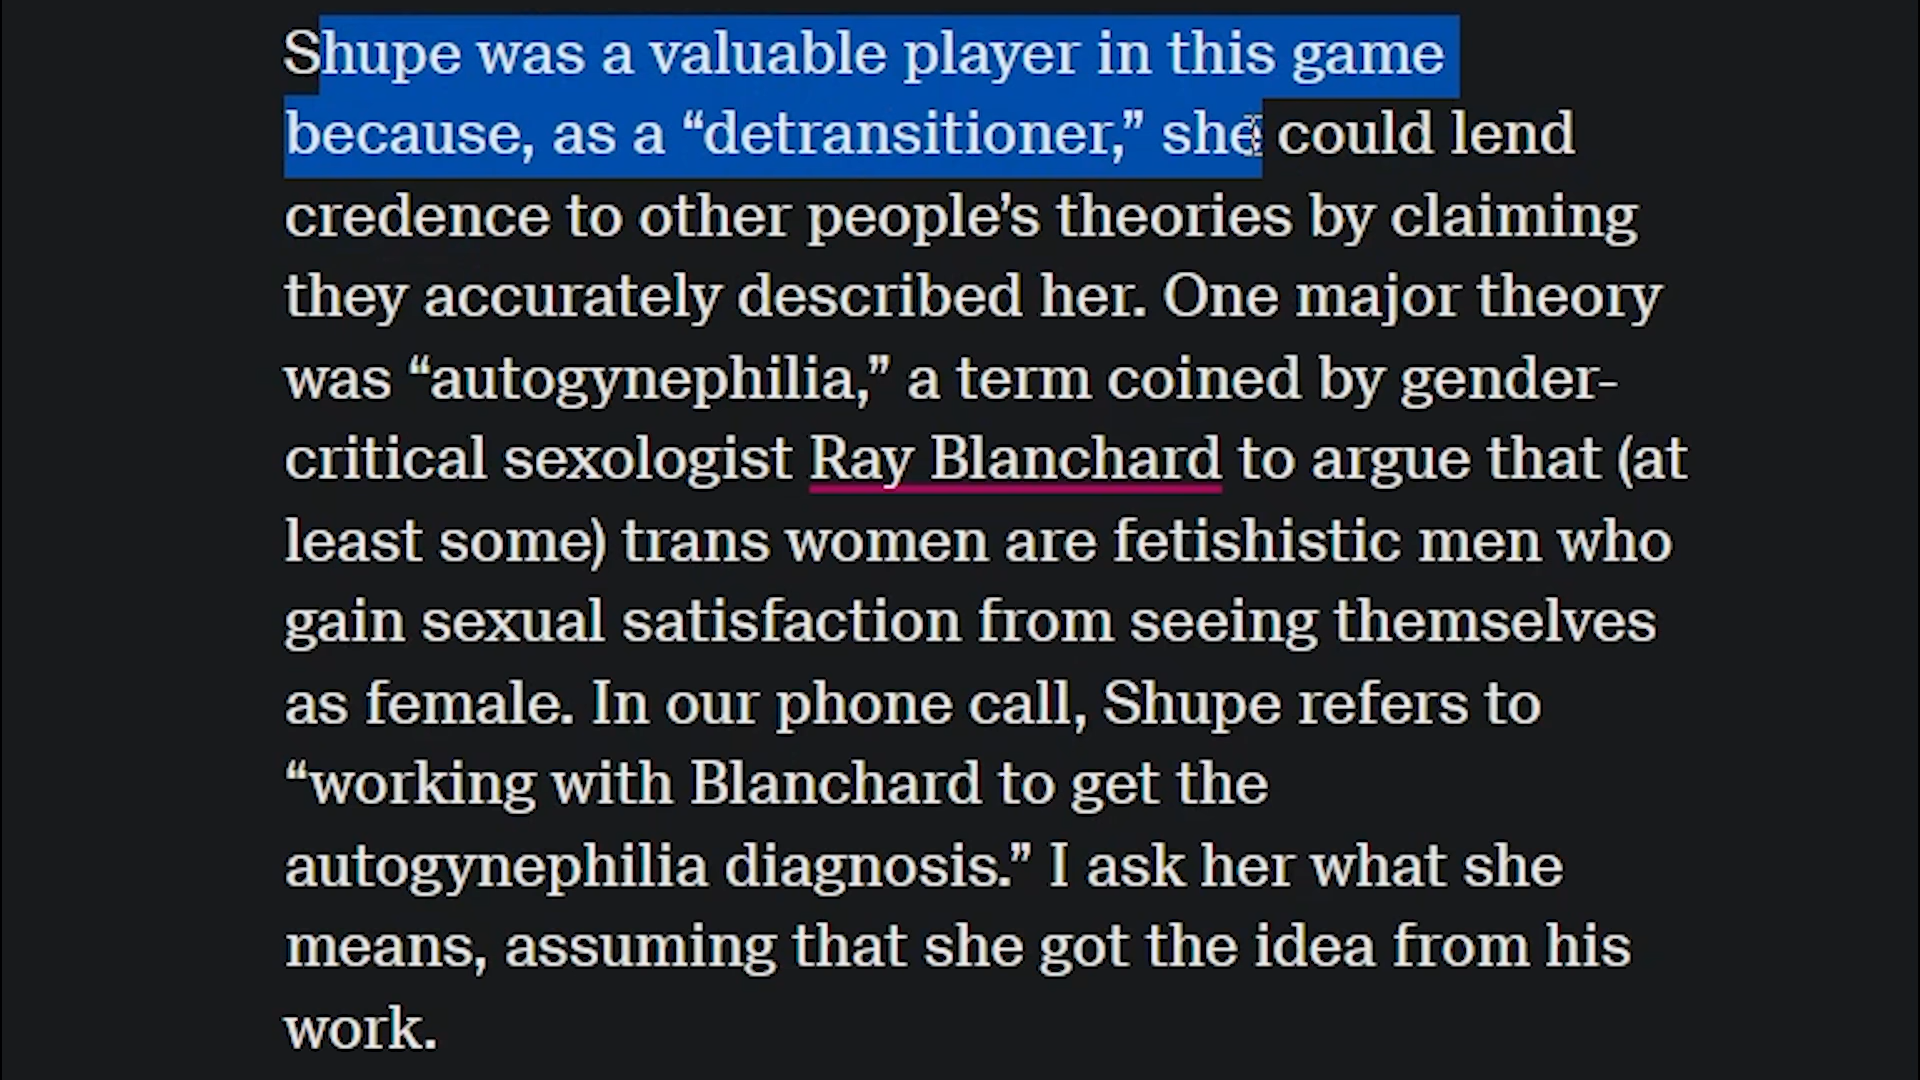 Shupe was a valuable player in this game
because, as a “detransitioner,” she could lend
credence to other people’s theories by claiming
they accurately described her. One major theory
was “autogynephilia,” a term coined by gender-
critical sexologist Ray Blanchard to argue that (at
least some) trans women are fetishistic men who
gain sexual satisfaction from seeing themselves
as female. In our phone call, Shupe refers to
“working with Blanchard to get the
autogynephilia diagnosis.” I ask her what she
means, assuming that she got the idea from his
work.